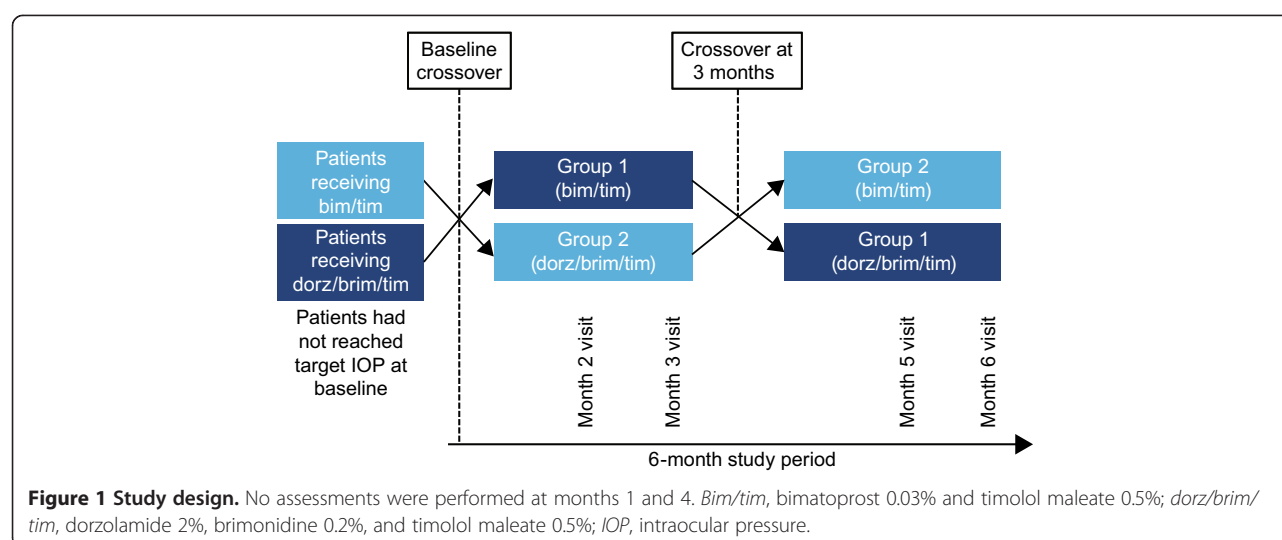 Baseline
crossover
Crossover at
3 months
Patients
receiving
bim/tim
Group 1
(bim/tim)
Group 2
(bim/tim)
Patients
receiving
dorz/brim/tim
Group 2
(dorz/brim/tim)
Group 1
(dorz/brim/tim)
Patients had
not reached
target IOP at
baseline
Month 2 visit
Month 3 visit
Month 5 visit
Month 6 visit
6-month study period
Figure 1 Study design. No assessments were performed at months 1 and 4. Bim/tim, bimatoprost 0.03% and timolol maleate 0.5%; dorz/brim/
tim, dorzolamide 2%, brimonidine 0.2%, and timolol maleate 0.5%; IOP, intraocular pressure.